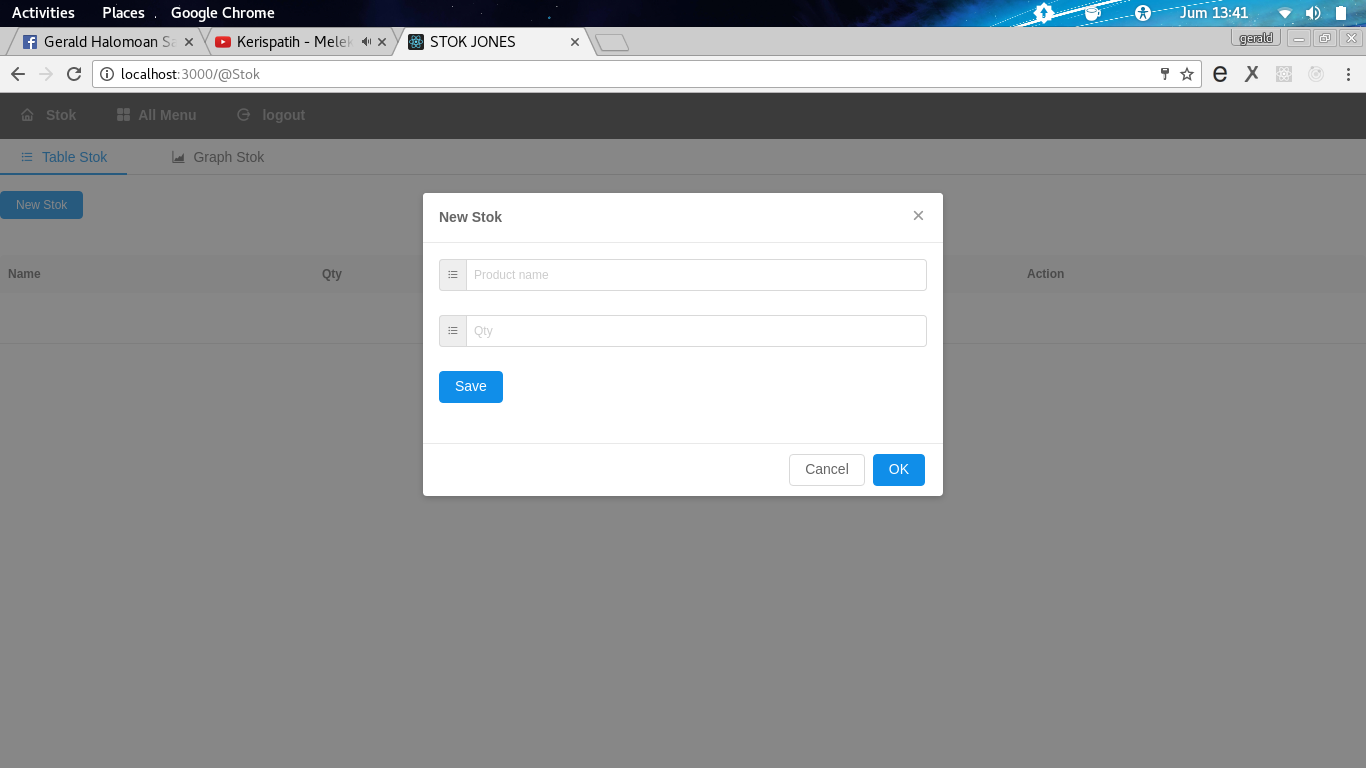 Activities Places Google Chrome Jum 13:41
Gerald Halomoan Sa Kerispatih - Melek STOK JONES gerald
localhost:3000/@Stok
Stok All Menu logout
Table Stok Graph Stok
New Stok
New Stok
Name Qty Action
Product name
Qty
Save
Cancel OK